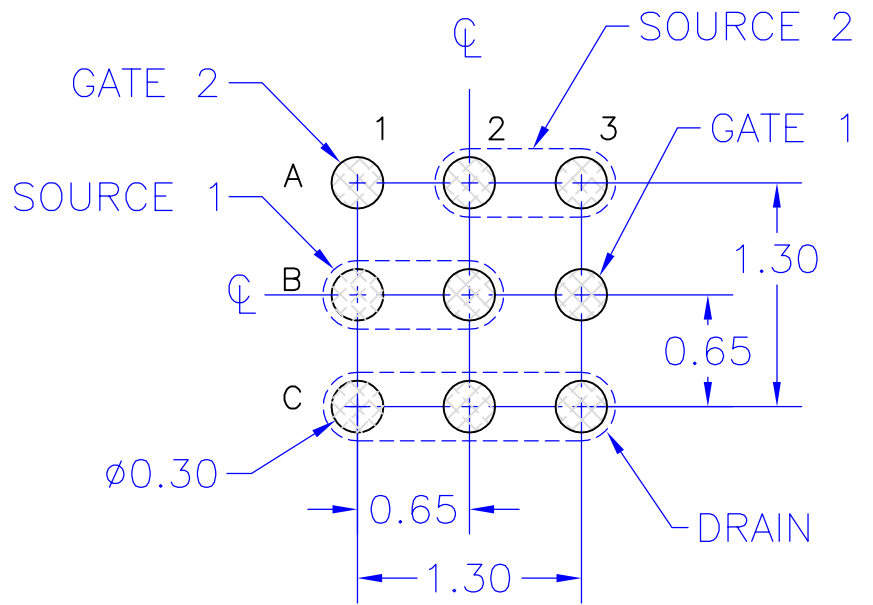 ℄ SOURCE 2
GATE 2
1 2 3 GATE 1
A
SOURCE 1
1.30
℄ B
0.65
C
⌀0.30
0.65
DRAIN
1.30